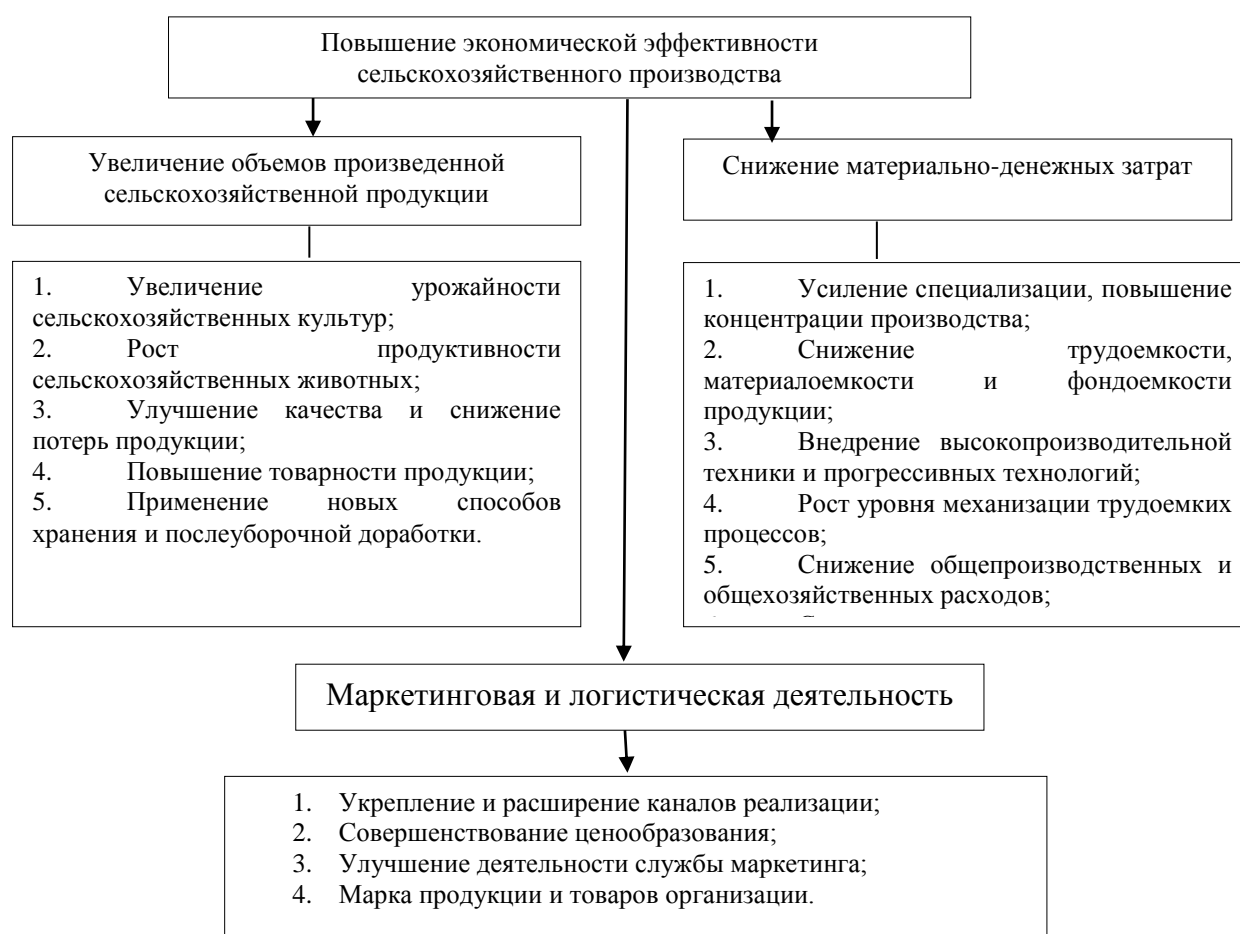 Повышение экономической эффективности
сельскохозяйственного производства
Увеличение объемов произведенной
сельскохозяйственной продукции
Снижение материально-денежных затрат
1. Увеличение урожайности
сельскохозяйственных культур;
2. Рост продуктивности
сельскохозяйственных животных;
3. Улучшение качества и снижение
потерь продукции;
4. Повышение товарности продукции;
5. Применение новых способов
хранения и послеуборочной доработки.
1. Усиление специализации, повышение
концентрации производства;
2. Снижение трудоемкости,
материалоемкости и фондоемкости
продукции;
3. Внедрение высокопроизводительной
техники и прогрессивных технологий;
4. Рост уровня механизации трудоемких
процессов;
5. Снижение общепроизводственных и
общехозяйственных расходов;
Маркетинговая и логистическая деятельность
1. Укрепление и расширение каналов реализации;
2. Совершенствование ценообразования;
3. Улучшение деятельности службы маркетинга;
4. Марка продукции и товаров организации.